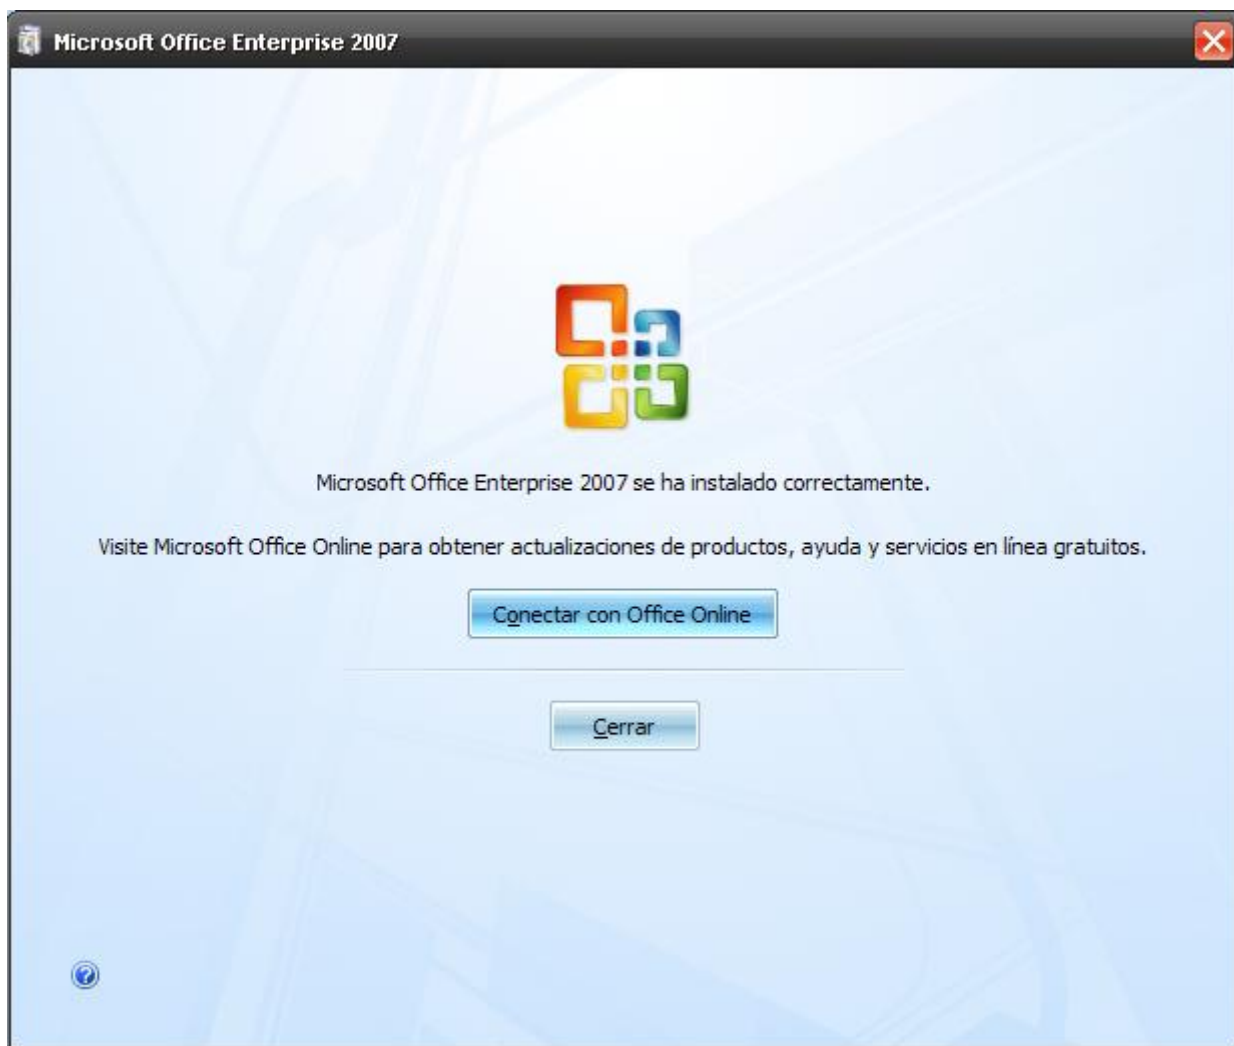 Microsoft Office Enterprise 2007
Microsoft Office Enterprise 2007 se ha instalado correctamente.
Visite Microsoft Office Online para obtener actualizaciones de productos, ayuda y servicios en línea gratuitos.
Conectar con Office Online
Cerrar